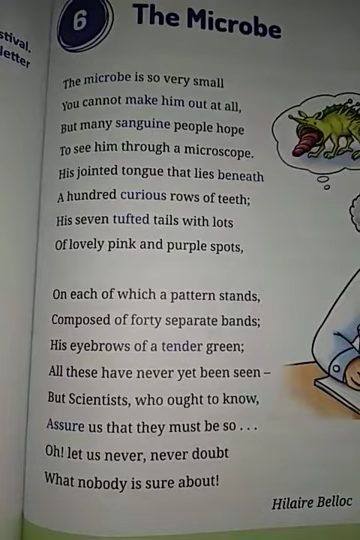 stival.
letter
6
The Microbe
The microbe is so very small
You cannot make him out at all,
But many sanguine people hope
To see him through a microscope.
His jointed tongue that lies beneath
A hundred curious rows of teeth;
His seven tufted tails with lots
Of lovely pink and purple spots,
On each of which a pattern stands,
Composed of forty separate bands;
His eyebrows of a tender green;
All these have never yet been seen –
But Scientists, who ought to know,
Assure us that they must be so . . .
Oh! let us never, never doubt
What nobody is sure about!
Hilaire Belloc